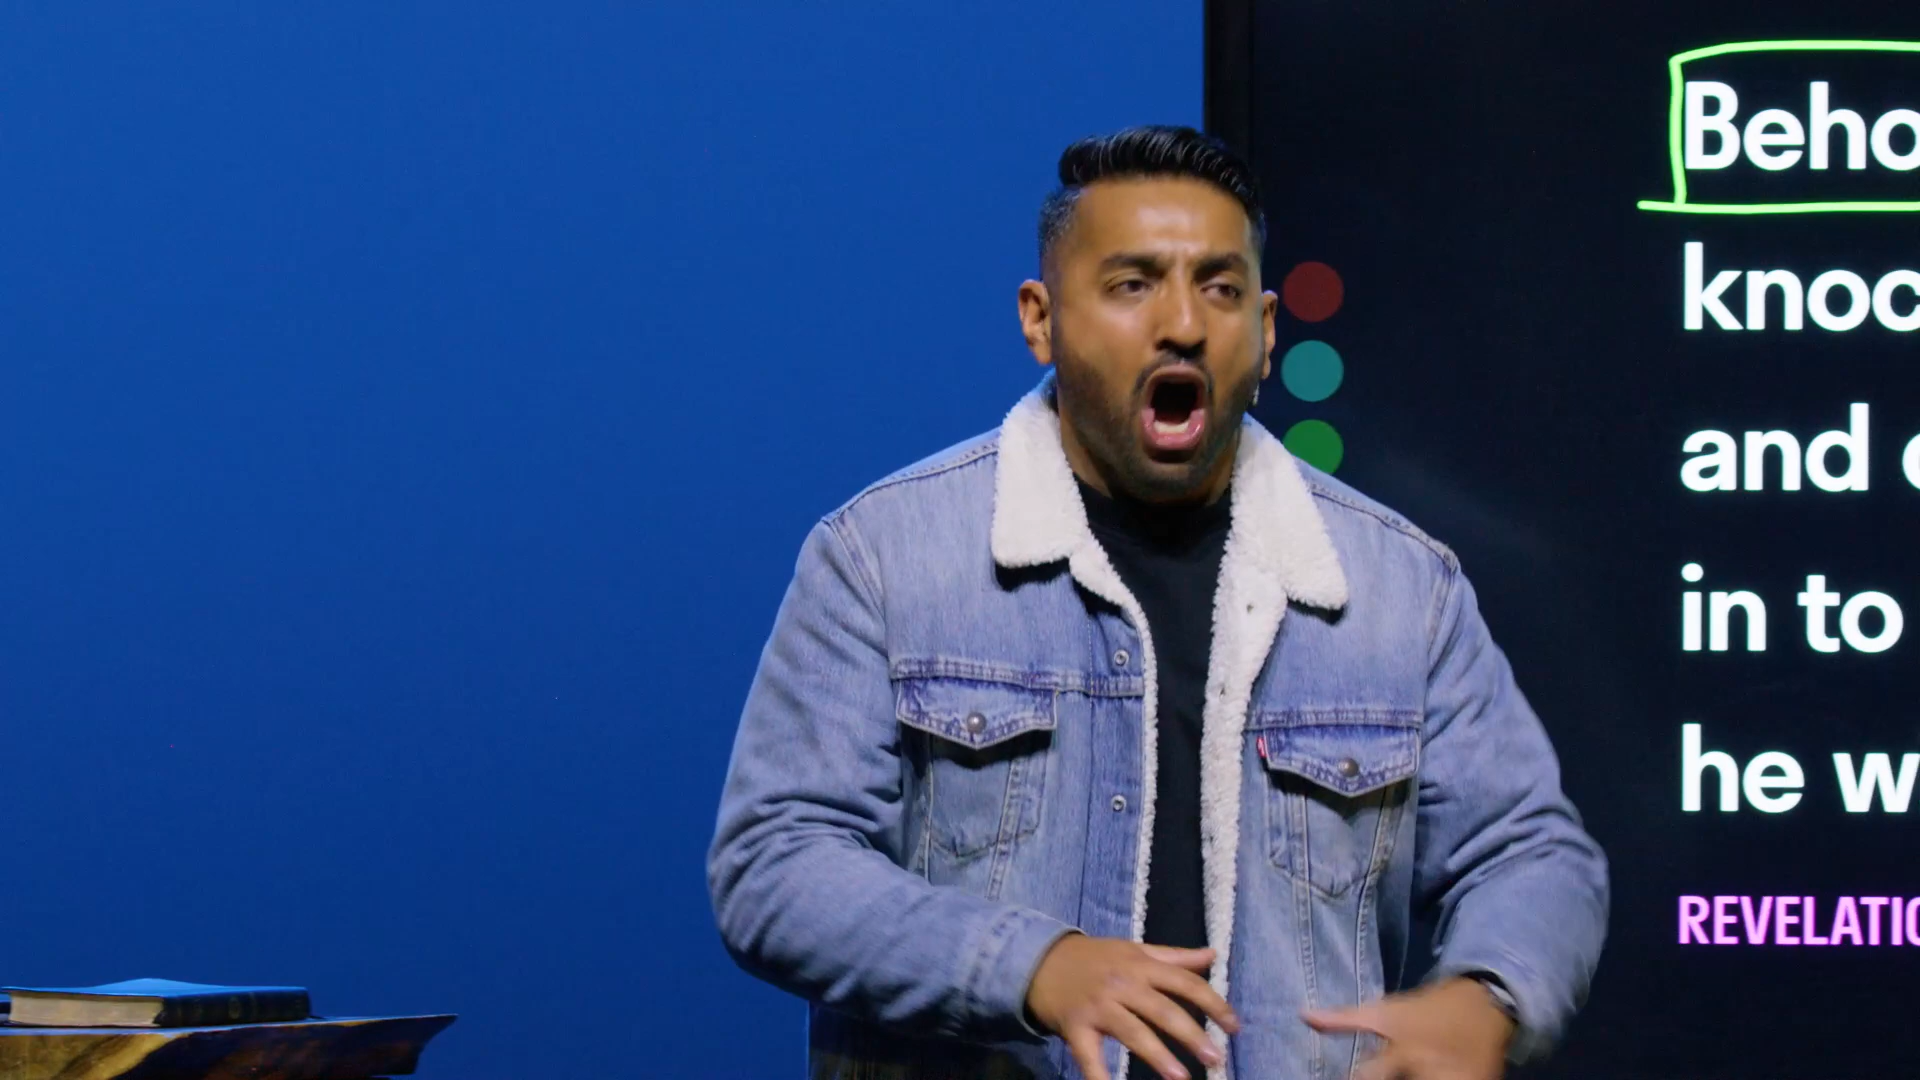 Beho
knoc
and
in to
he w
REVELATIO